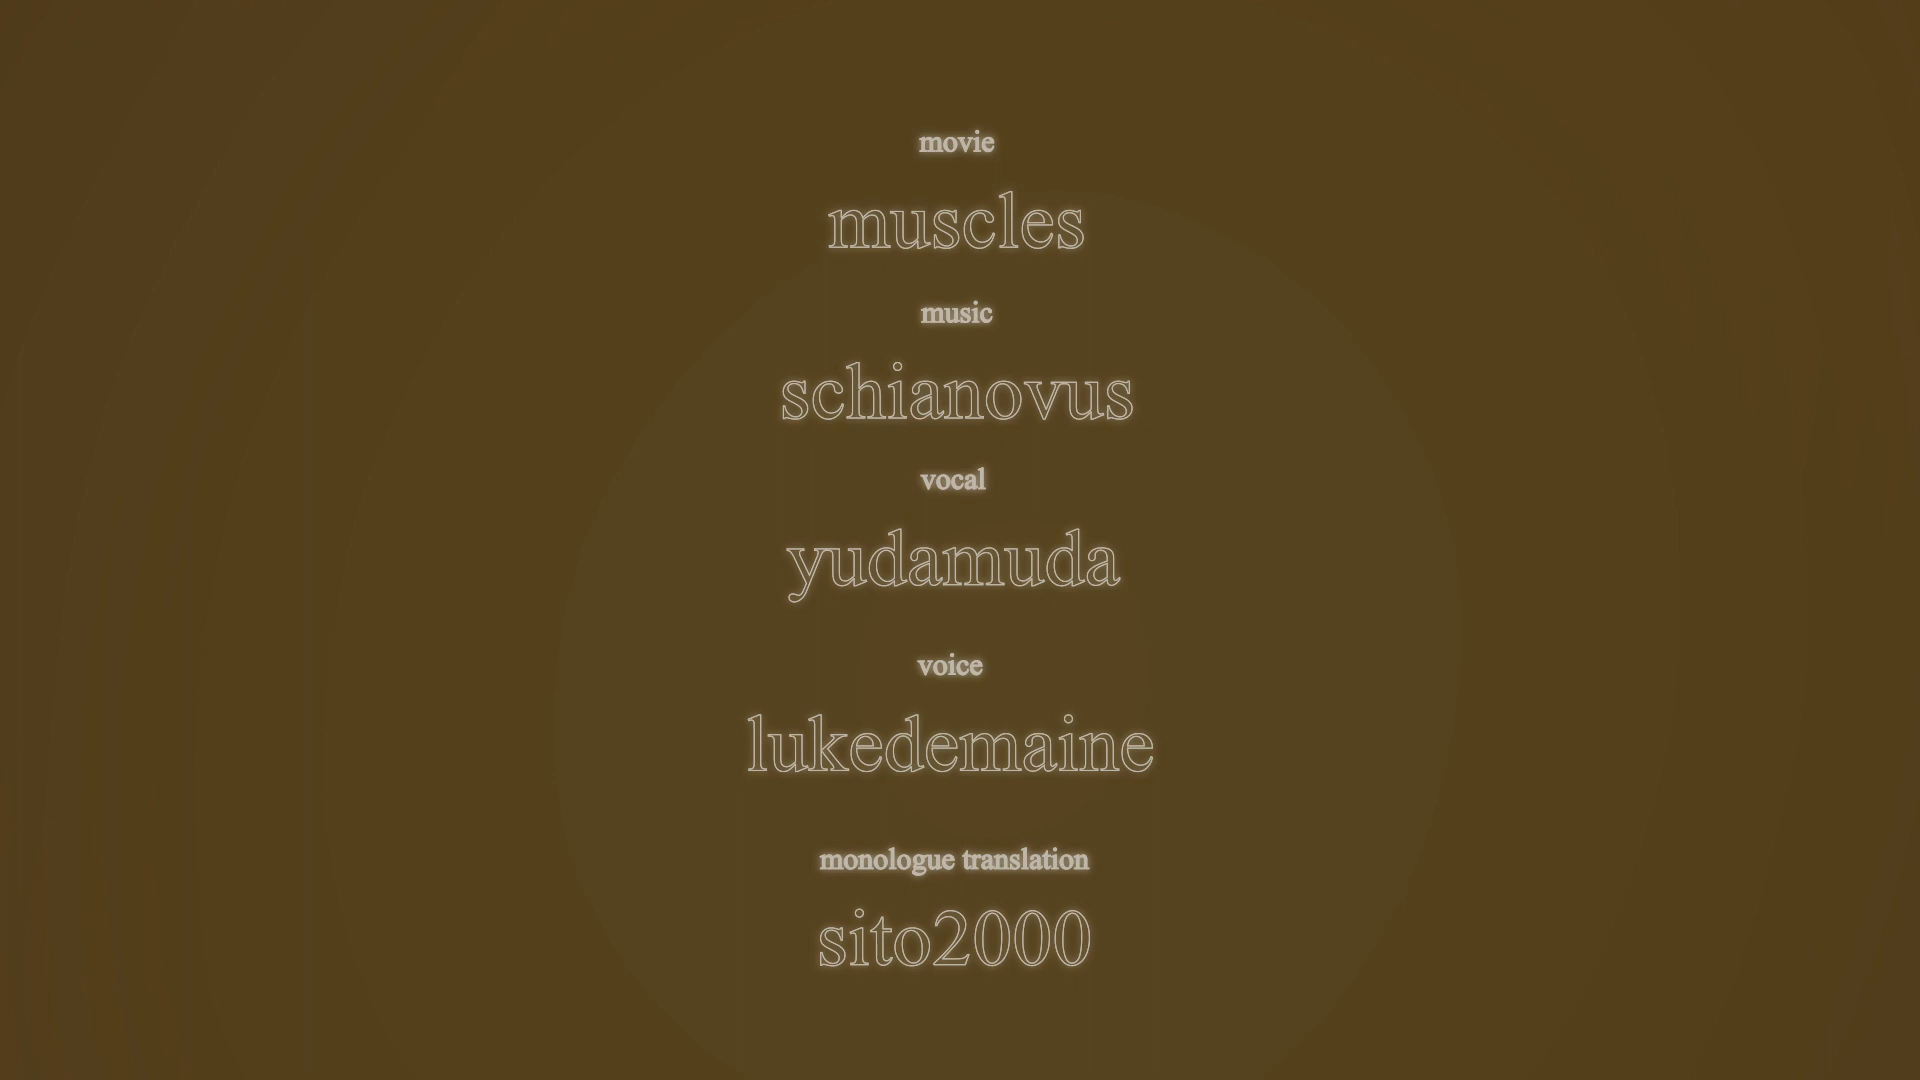 movie
muscles
music
schianovus
vocal
yudamuda
voice
lukedemaine
monologue translation
sito2000